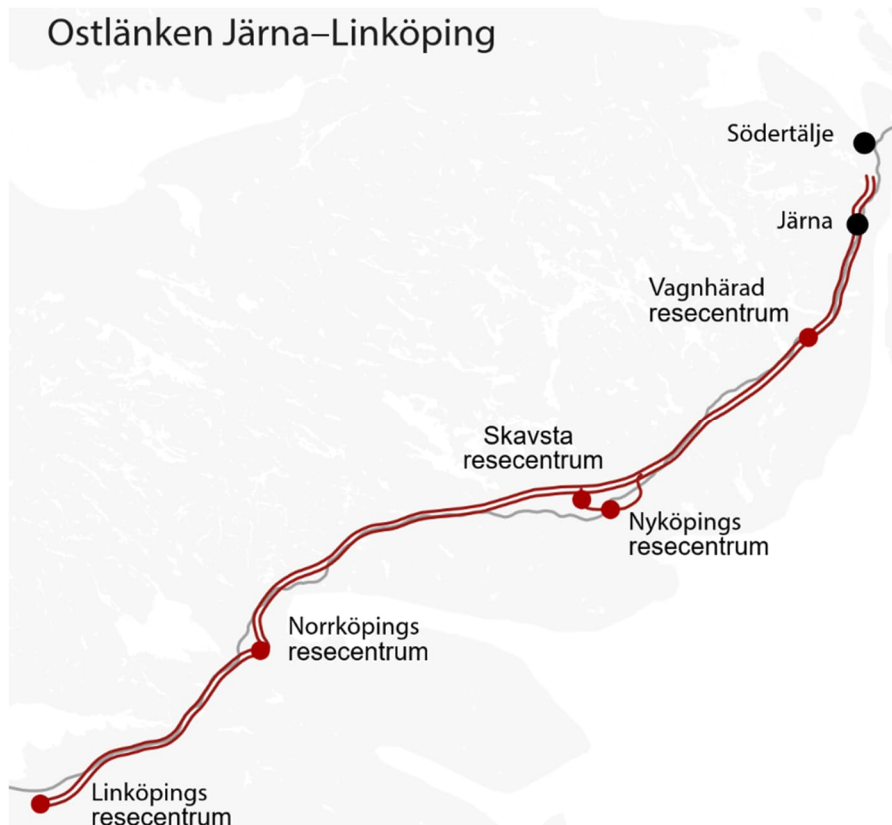 Ostlänken Järna–Linköping
Södertälje
Järna
Vagnhärad
resecentrum
Skavsta
resecentrum
Nyköpings
resecentrum
Norrköpings
resecentrum
Linköpings
resecentrum